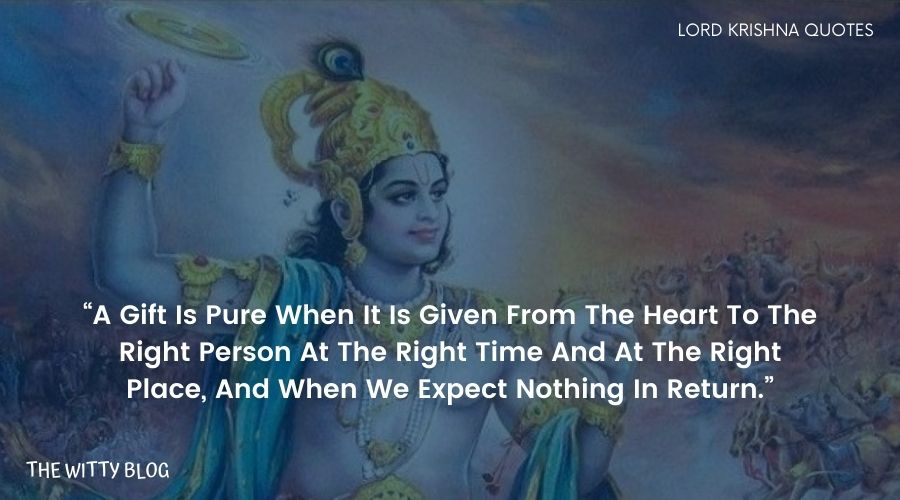 LORD KRISHNA QUOTES
“A Gift Is Pure When It Is Given From The Heart To The
Right Person At The Right Time And At The Right
Place, And When We Expect Nothing In Return.”
THE WITTY BLOG